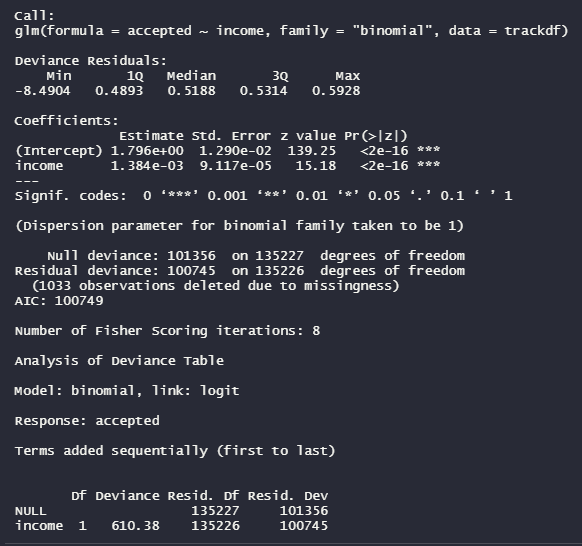 Call:
glm(formula = accepted ~ income, family = "binomial", data = trackdf)
Deviance Residuals:
Min 1Q Median 3Q Max
-8.4904 0.4893 0.5188 0.5314 0.5928
Coefficients:
Estimate Std. Error z value Pr(>|z|)
(Intercept) 1.796e+00 1.290e-02 139.25 <2e-16 ***
income 1.384e-03 9.117e-05 15.18 <2e-16 ***
---
Signif. codes: 0 ‘***’ 0.001 ‘**’ 0.01 ‘*’ 0.05 ‘.’ 0.1 ‘ ’ 1
(Dispersion parameter for binomial family taken to be 1)
Null deviance: 101356 on 135227 degrees of freedom
Residual deviance: 100745 on 135226 degrees of freedom
(1033 observations deleted due to missingness)
AIC: 100749
Number of Fisher Scoring iterations: 8
Analysis of Deviance Table
Model: binomial, link: logit
Response: accepted
Terms added sequentially (first to last)
Df Deviance Resid. Df Resid. Dev
NULL 135227 101356
income 1 610.38 135226 100745